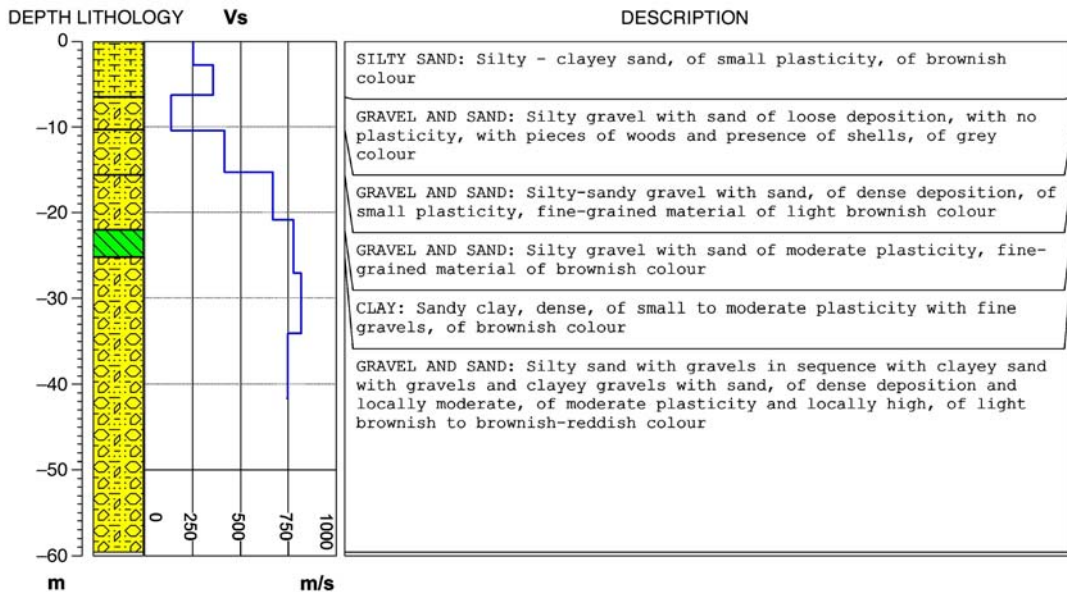 DEPTH LITHOLOGY Vs DESCRIPTION
0
SILTY SAND: Silty - clayey sand, of small plasticity, of brownish
colour
−10
GRAVEL AND SAND: Silty gravel with sand of loose deposition, with no
plasticity, with pieces of woods and presence of shells, of grey
colour
GRAVEL AND SAND: Silty-sandy gravel with sand, of dense deposition, of
small plasticity, fine-grained material of light brownish colour
−20
GRAVEL AND SAND: Silty gravel with sand of moderate plasticity, fine-
grained material of brownish colour
−30
CLAY: Sandy clay, dense, of small to moderate plasticity with fine
gravels, of brownish colour
GRAVEL AND SAND: Silty sand with gravels in sequence with clayey sand
with gravels and clayey gravels with sand, of dense deposition and
locally moderate, of moderate plasticity and locally high, of light
brownish to brownish-reddish colour
−40
−50
0 250 500 750 1000
−60
m m/s